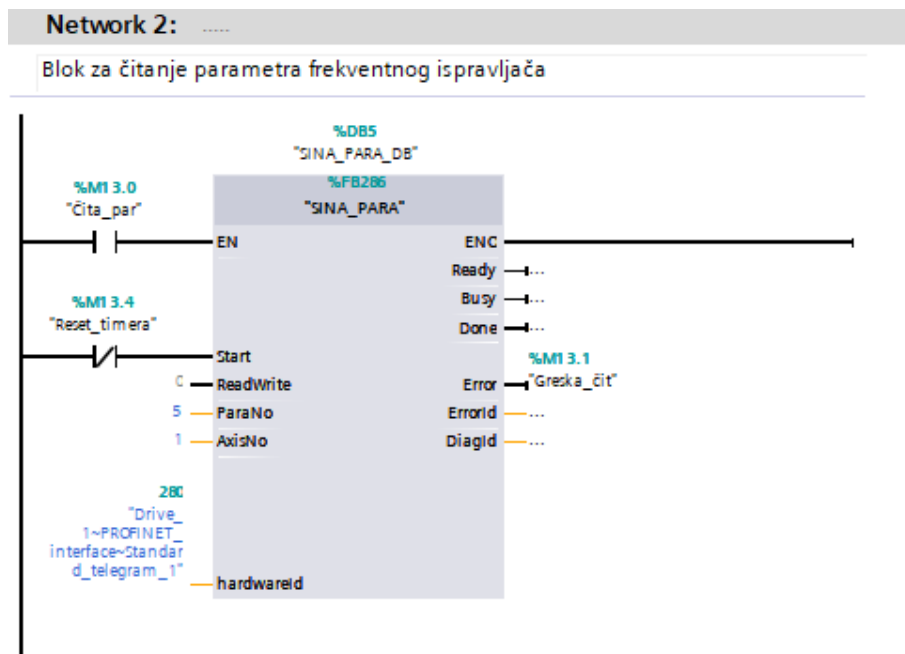 Network 2: .....
Blok za čitanje parametra frekventnog ispravljača
%DB5
"SINA_PARA_DB"
%M13.0
"Čita_par"
%FB286
"SINA_PARA"
EN
ENO
Ready
...
Busy
...
%M13.4
"Reset_timera"
Done
...
Start
%M13.1
0
ReadWrite
Error
"Greska_čit"
5
ParaNo
ErrorId
...
1
AxisNo
DiagId
...
280
"Drive_
1~PROFINET_
interface~Standar
d_telegram_1"
hardwareId